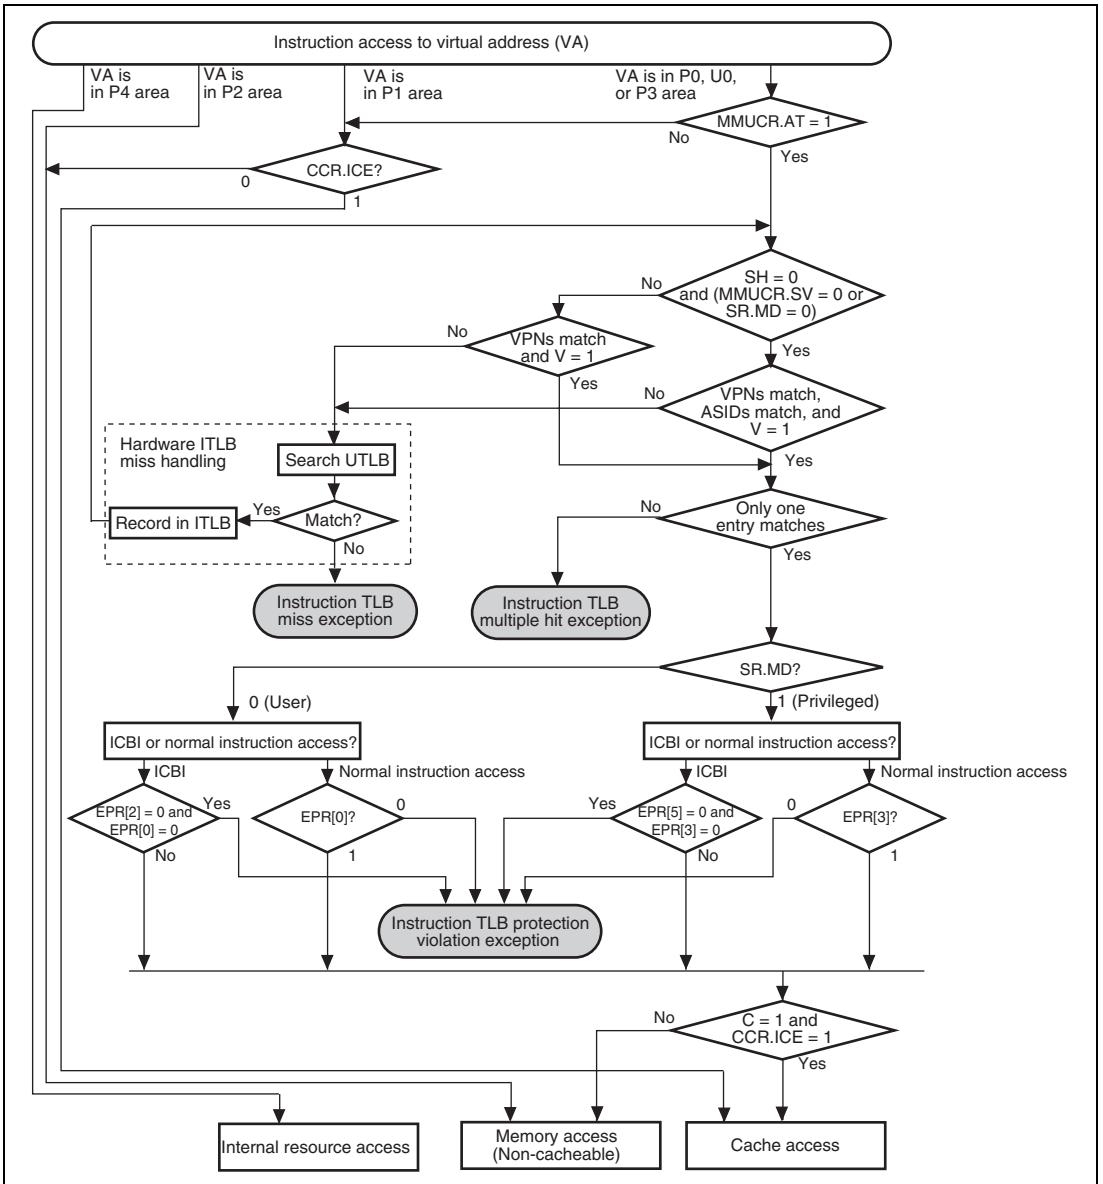 Instruction access to virtual address (VA)
VA is
in P4 area
VA is
in P2 area
VA is
in P1 area
VA is in P0, U0,
or P3 area
MMUCR.AT = 1
No
Yes
CCR.ICE?
0
1
SH = 0
and (MMUCR.SV = 0 or
SR.MD = 0)
No
Yes
VPNs match
and V = 1
No
Yes
VPNs match,
ASIDs match, and
V = 1
No
Yes
Hardware ITLB
miss handling
Search UTLB
Match?
Yes
No
Record in ITLB
Only one
entry matches
No
Yes
Instruction TLB
miss exception
Instruction TLB
multiple hit exception
SR.MD?
0 (User)
1 (Privileged)
ICBI or normal instruction access?
ICBI or normal instruction access?
ICBI
Normal instruction access
ICBI
Normal instruction access
EPR[2] = 0 and
EPR[0] = 0
Yes
No
EPR[0]?
0
1
EPR[5] = 0 and
EPR[3] = 0
Yes
No
EPR[3]?
0
1
Instruction TLB protection
violation exception
C = 1 and
CCR.ICE = 1
No
Yes
Internal resource access
Memory access
(Non-cacheable)
Cache access